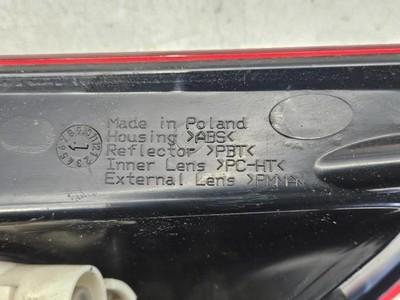 Made in Poland
Housing >ABS<
Reflector >PBT<
Inner Lens >PC-HT<
External Lens >PMMA<